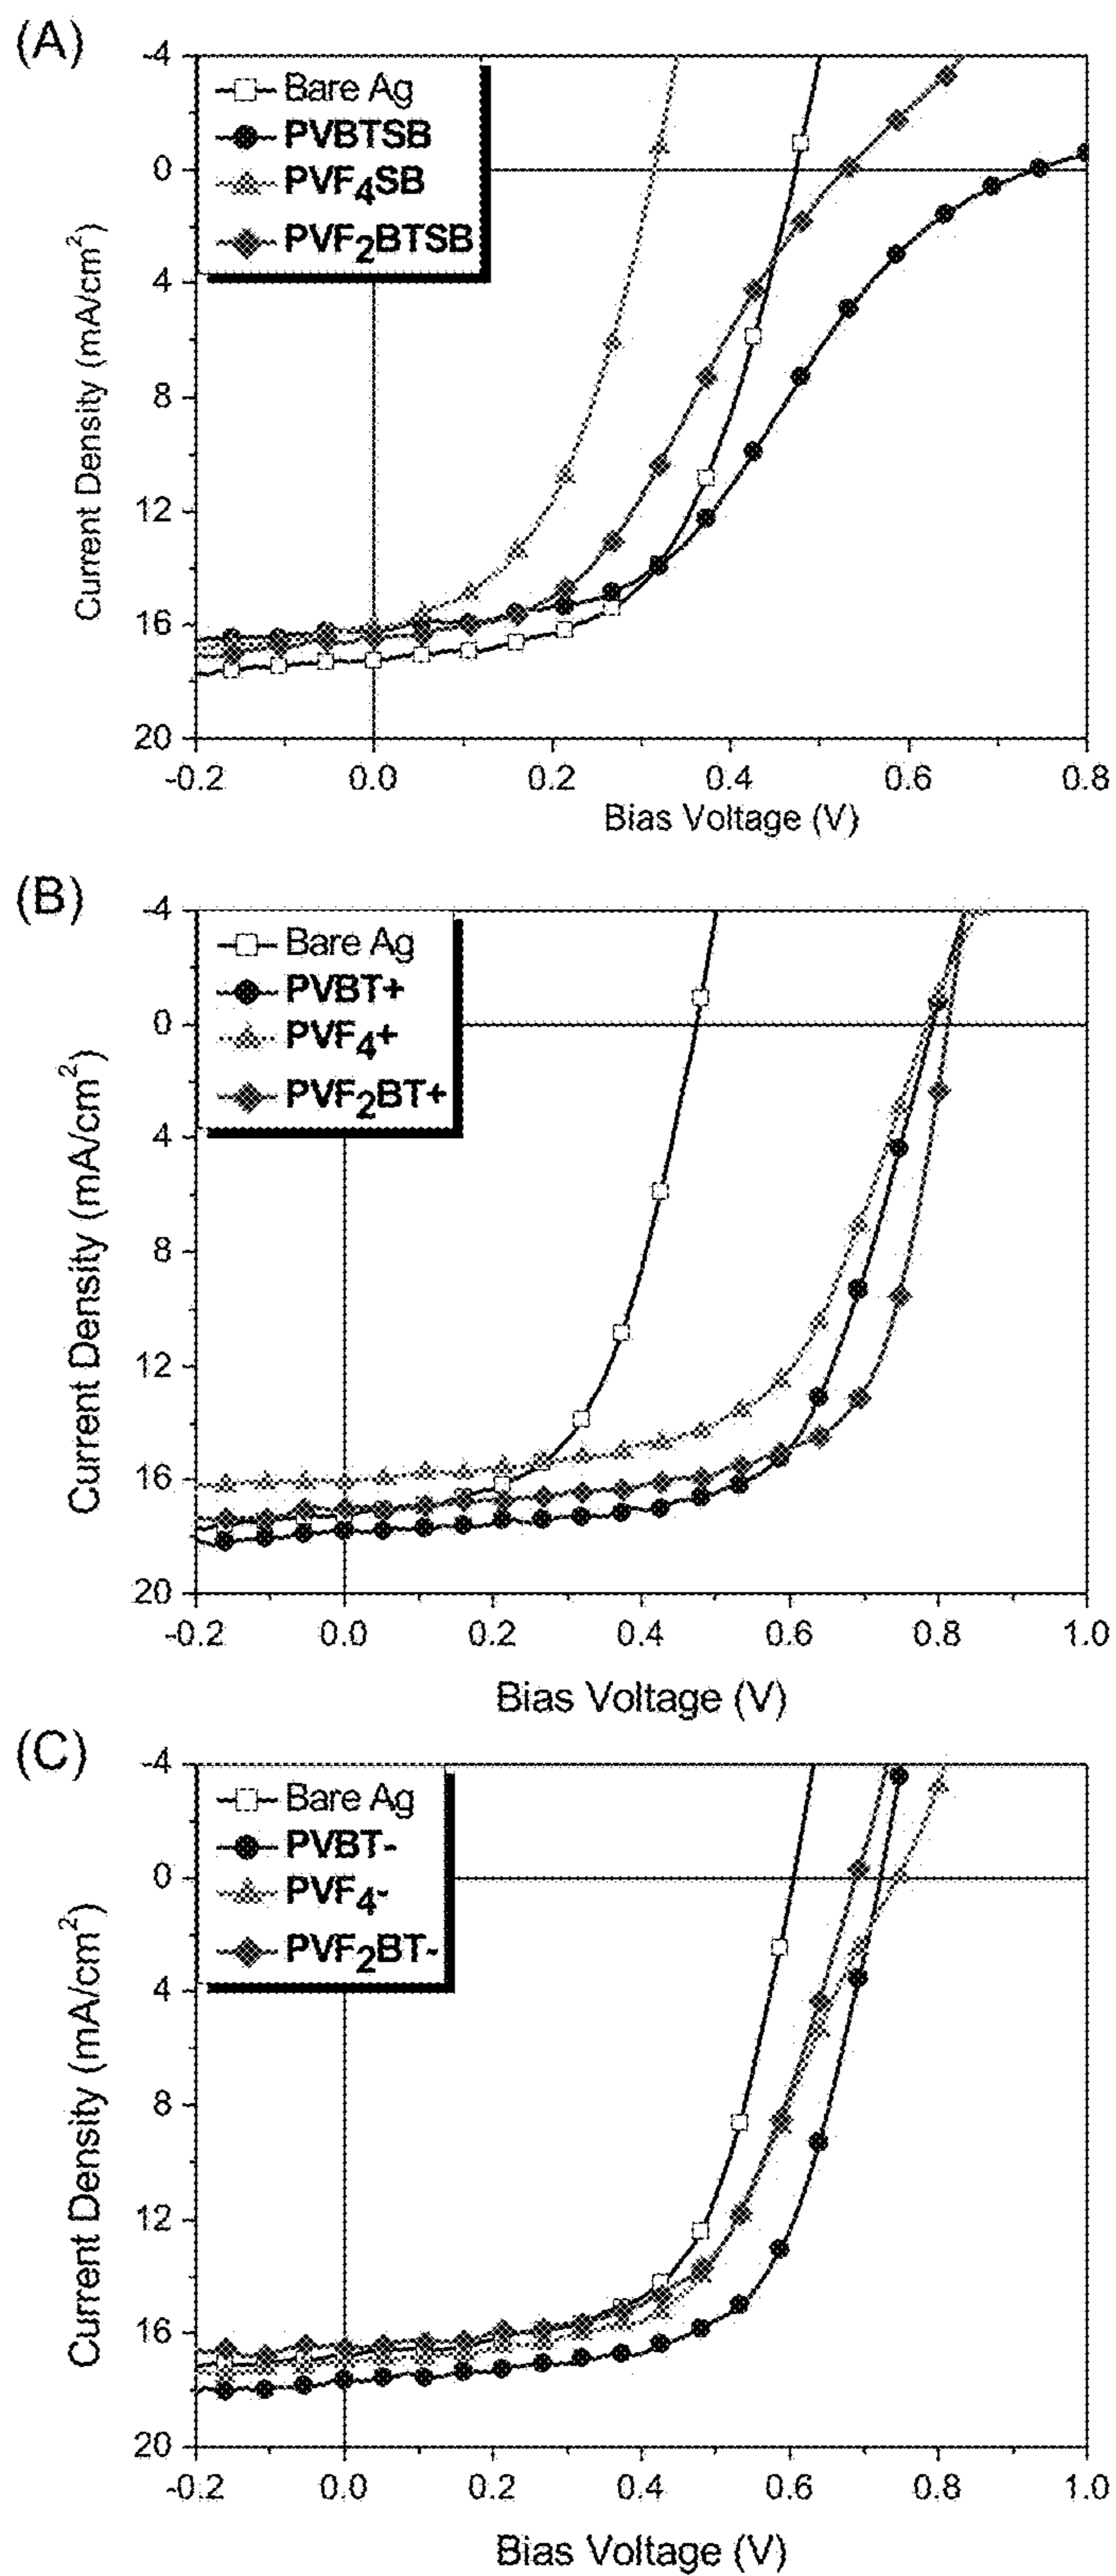 (A)
-4
0
4
8
12
16
20
Current Density (mA/cm²)
Bare Ag
PVBTSB
PVF₄SB
PVF₂BTSB
-0.2 0.0 0.2 0.4 0.6 0.8
Bias Voltage (V)
(B)
-4
0
4
8
12
16
20
Current Density (mA/cm²)
Bare Ag
PVBT+
PVF₄+
PVF₂BT+
-0.2 0.0 0.2 0.4 0.6 0.8 1.0
Bias Voltage (V)
(C)
-4
0
4
8
12
16
20
Current Density (mA/cm²)
Bare Ag
PVBT-
PVF₄-
PVF₂BT-
-0.2 0.0 0.2 0.4 0.6 0.8 1.0
Bias Voltage (V)